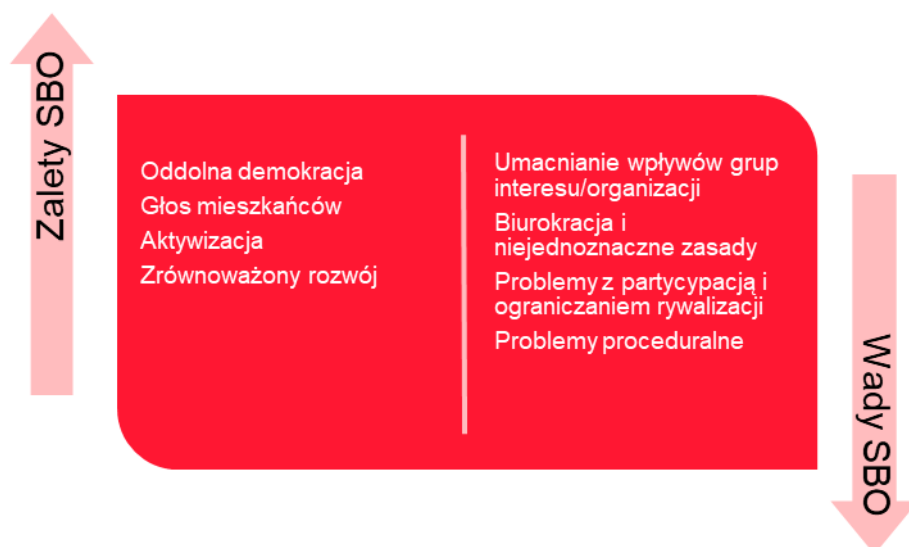 Zalety SBO
Oddolna demokracja
Głos mieszkańców
Aktywizacja
Zrównoważony rozwój
Umacnianie wpływów grup
interesu/organizacji
Biurokracja i
niejednoznaczne zasady
Problemy z partycypacją i
ograniczaniem rywalizacji
Problemy proceduralne
Wady SBO